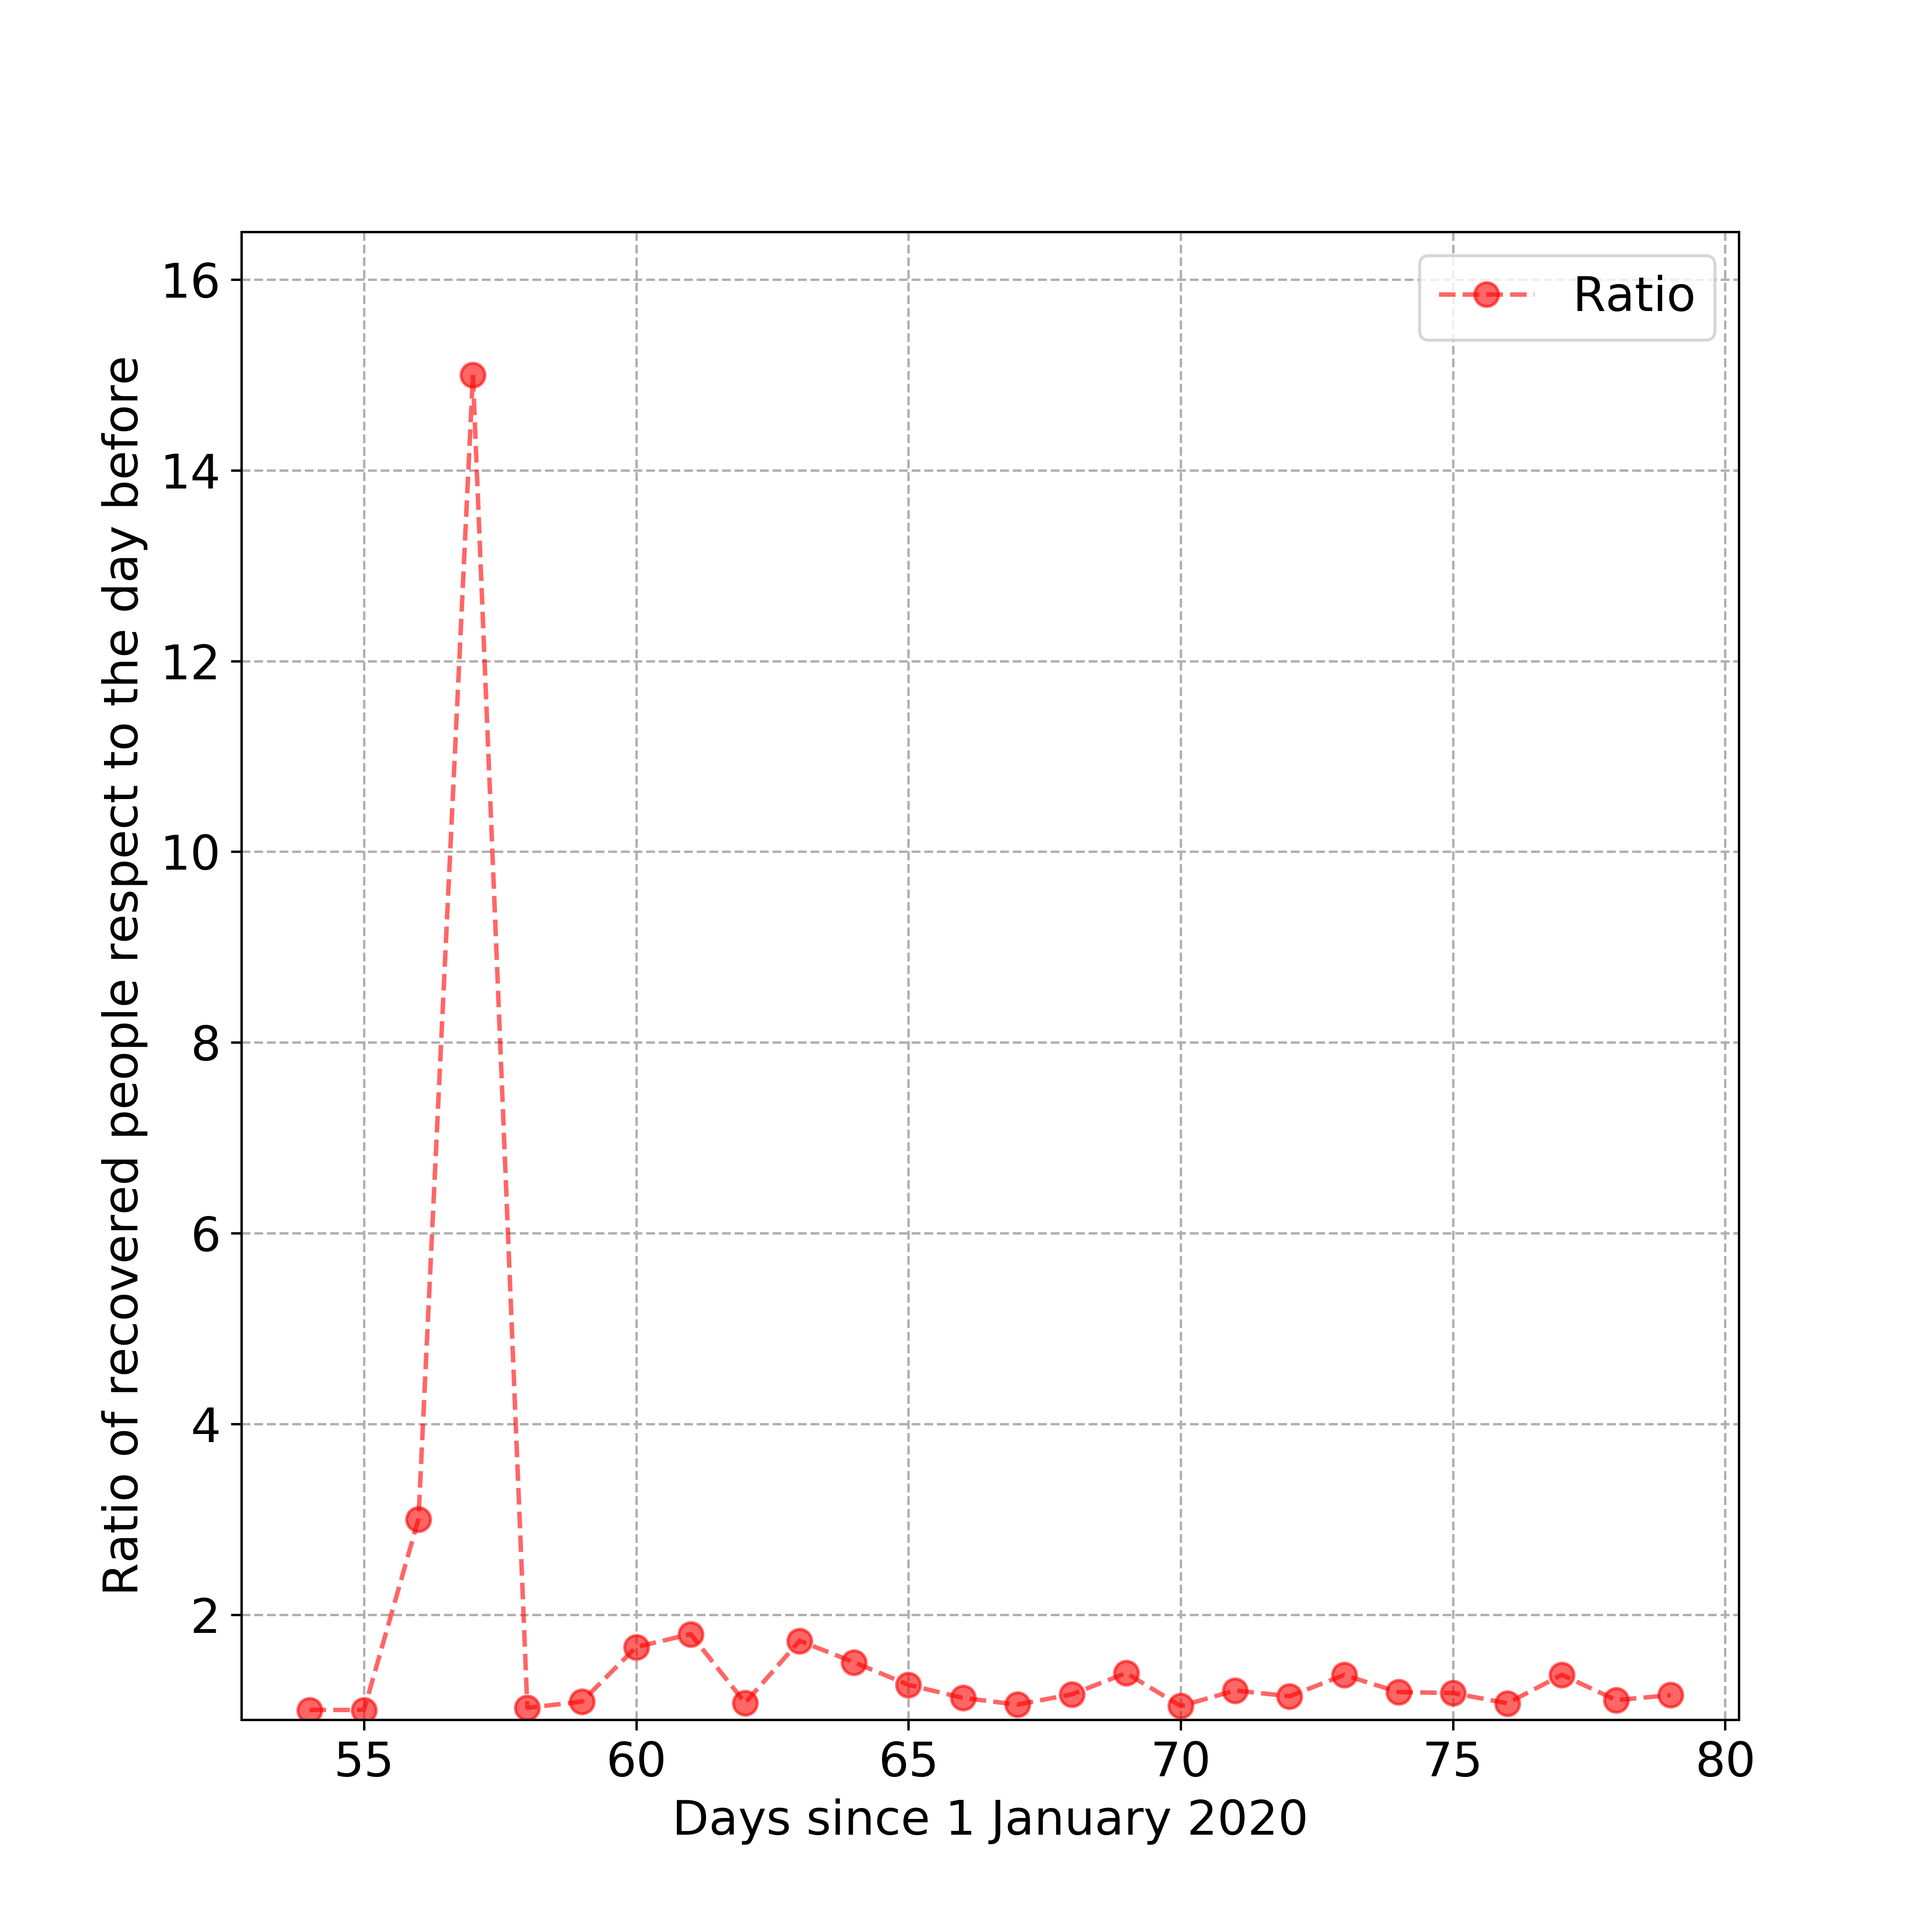 Ratio
Ratio of recovered people respect to the day before
16
14
12
10
8
6
4
2
55 60 65 70 75 80
Days since 1 January 2020